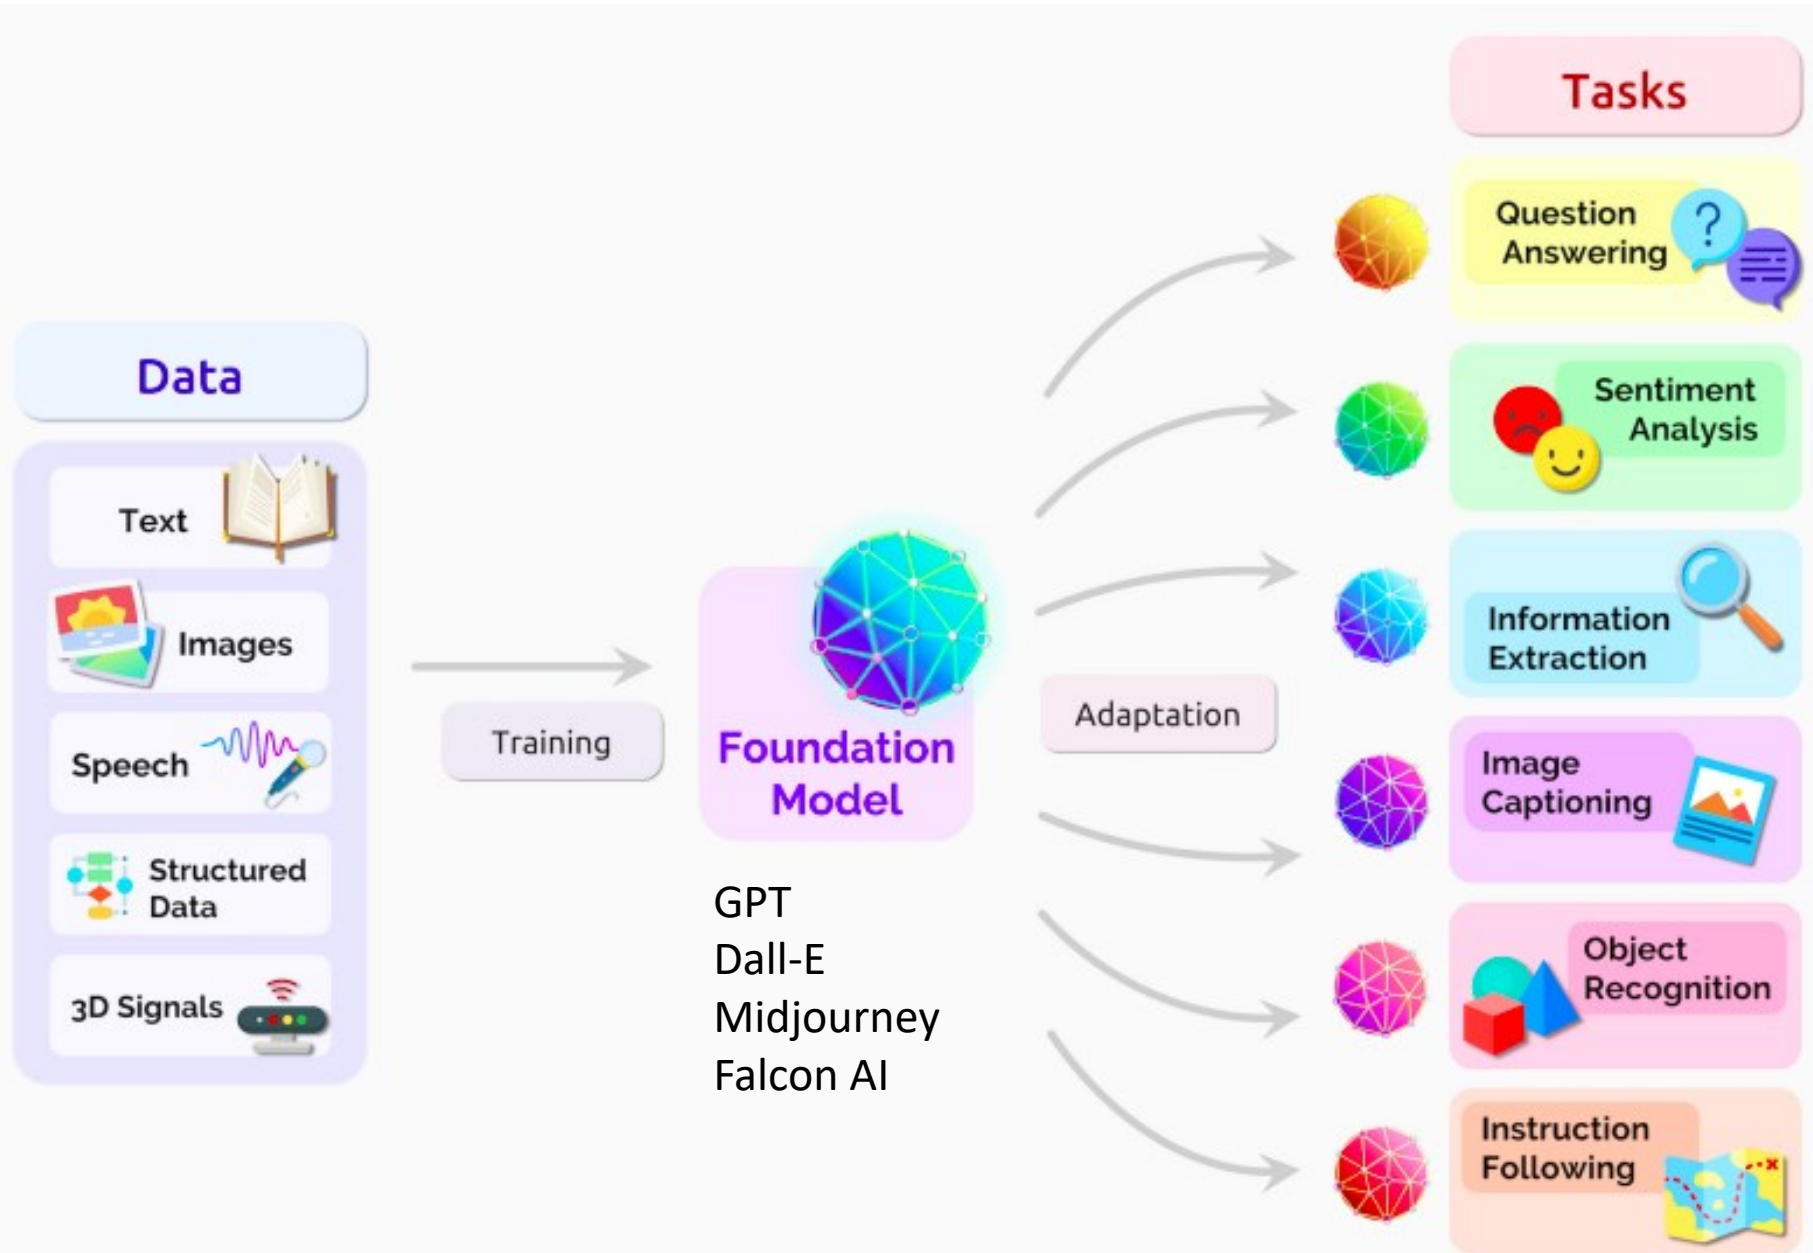 Data
Text
Images
Speech
Structured
Data
3D Signals
Training
Foundation
Model
GPT
Dall-E
Midjourney
Falcon AI
Adaptation
Tasks
Question
Answering
?
Sentiment
Analysis
Information
Extraction
Image
Captioning
Object
Recognition
Instruction
Following